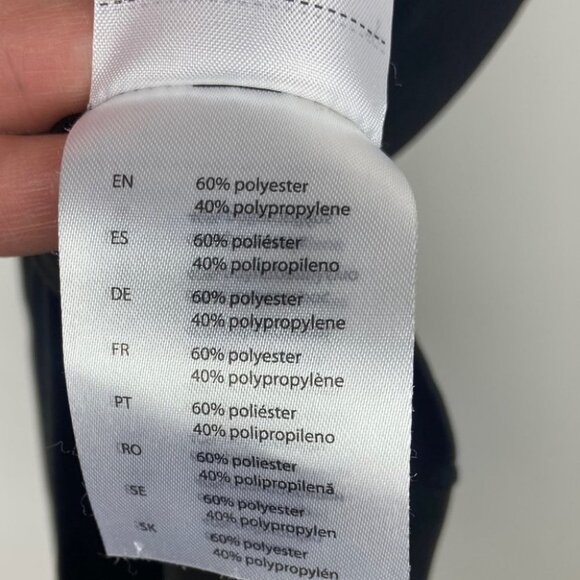 EN 60% polyester
40% polypropylene
ES 60% poliéster
40% polipropileno
DE 60% polyester
40% polypropylene
FR 60% polyester
40% polypropylène
PT 60% poliéster
40% polipropileno
RO 60% poliester
40% polipropilenă
SE 60% polyester
40% polypropylen
SK 60% polyester
40% polypropylén